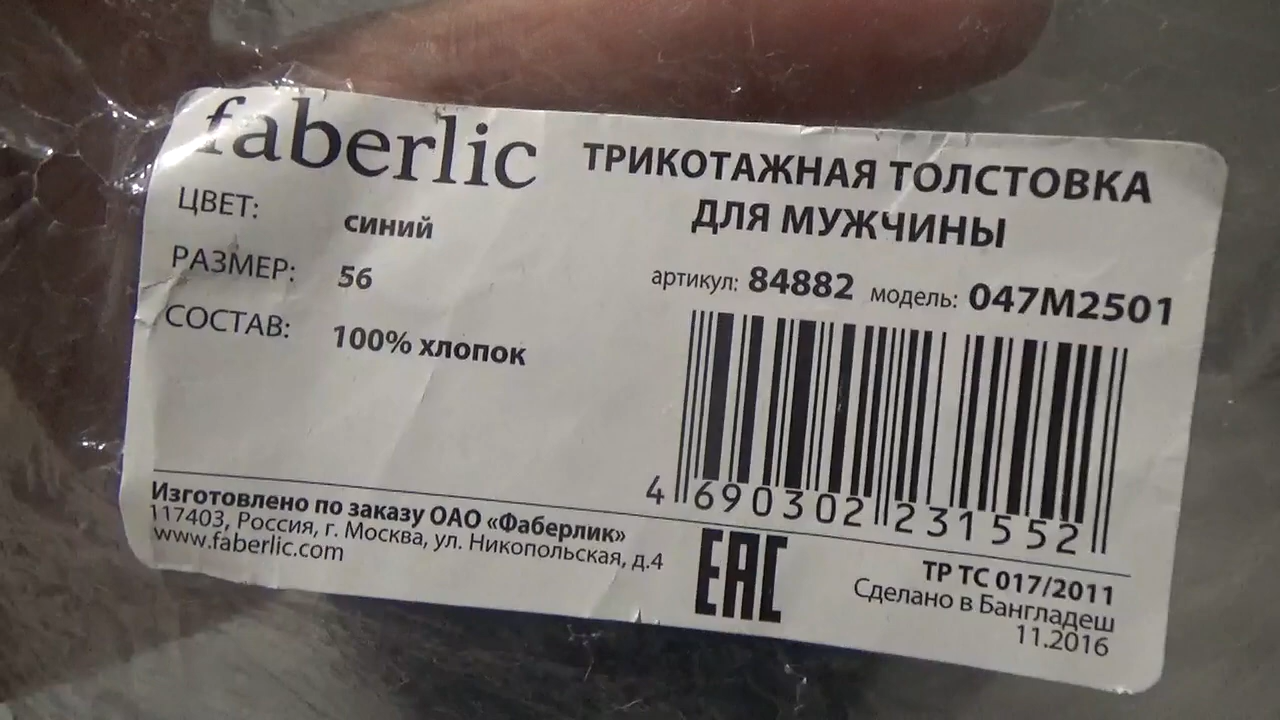 faberlic
ТРИКОТАЖНАЯ ТОЛСТОВКА
ДЛЯ МУЖЧИНЫ
ЦВЕТ: синий
РАЗМЕР: 56
СОСТАВ: 100% хлопок
артикул: 84882 модель: 047M2501
4 690302 231552
Изготовлено по заказу ОАО «Фаберлик»
117403, Россия, г. Москва, ул. Никопольская, д.4
www.faberlic.com
EAC
ТР ТС 017/2011
Сделано в Бангладеш
11.2016